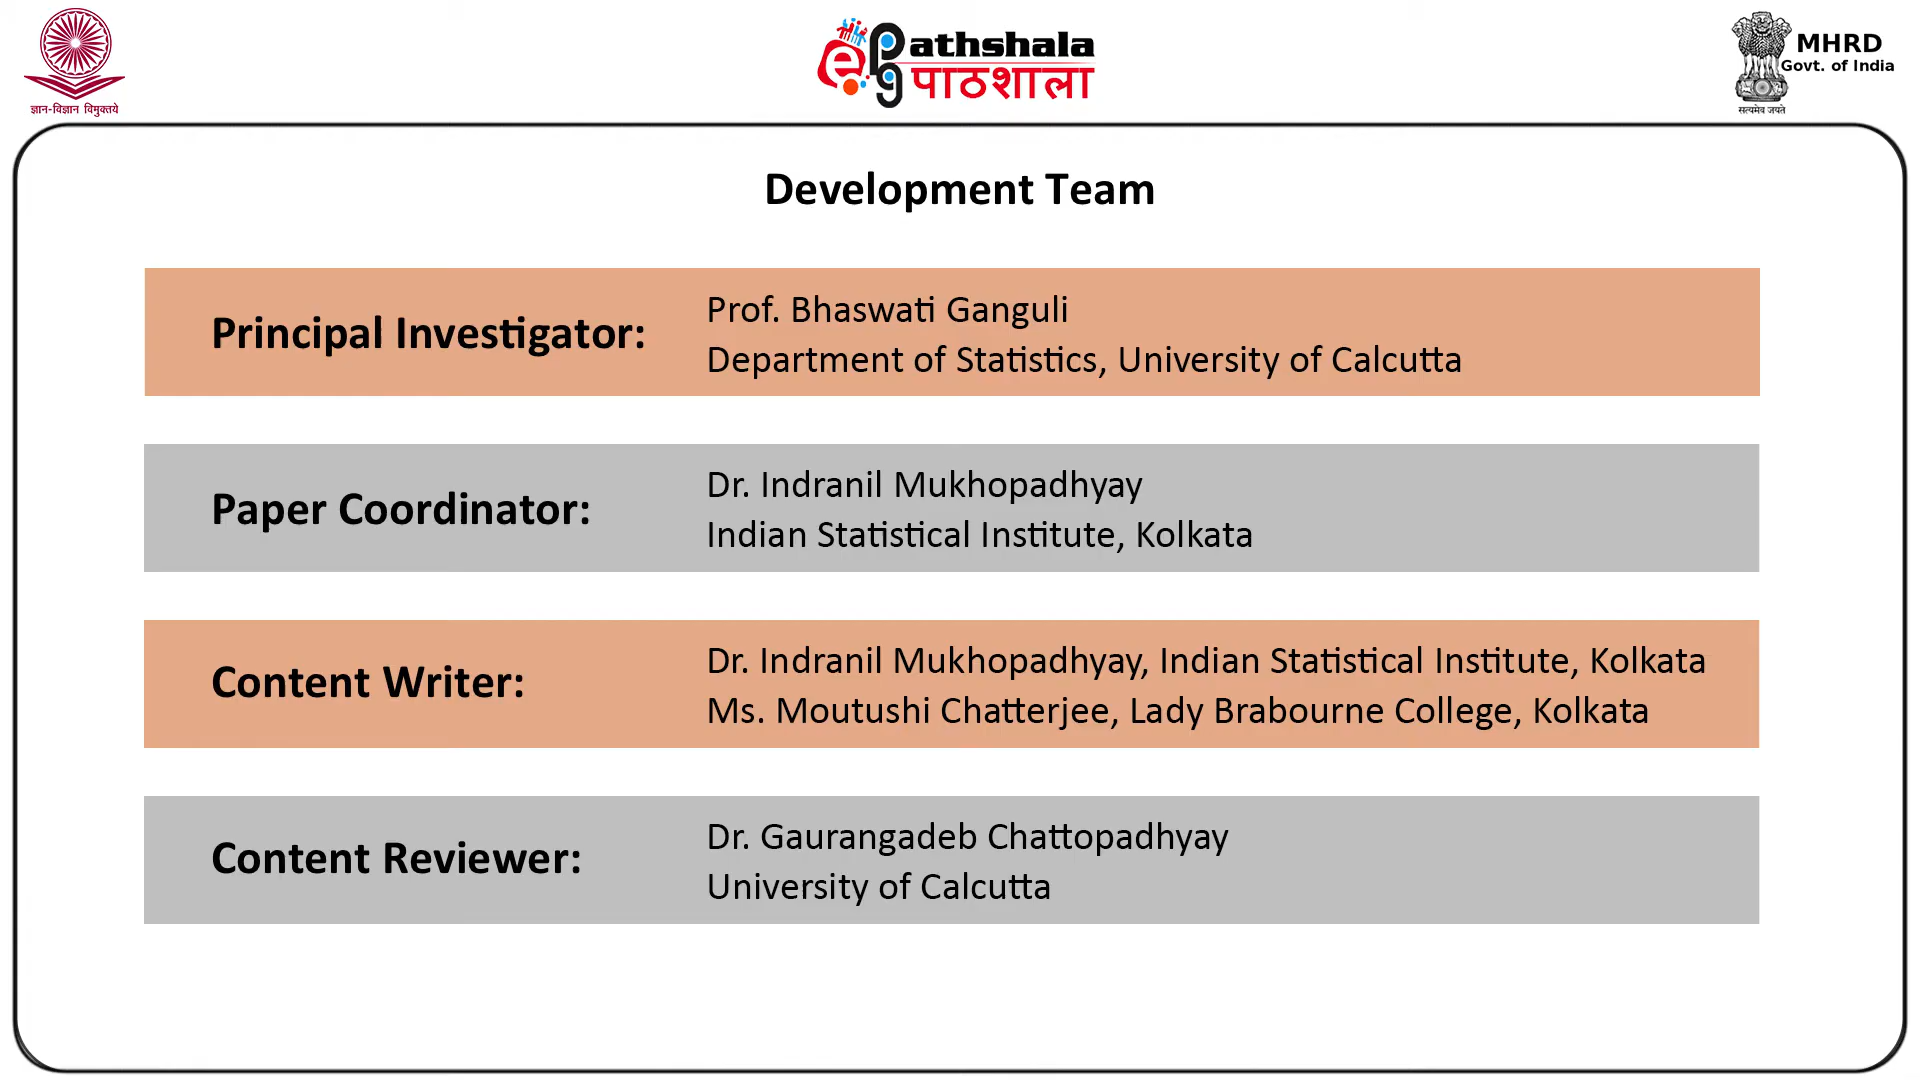 ज्ञान-विज्ञान विमुक्तये
ePG Pathshala
पाठशाला
MHRD
Govt. of India
सत्यमेव जयते
Development Team
Principal Investigator:
Prof. Bhaswati Ganguli
Department of Statistics, University of Calcutta
Paper Coordinator:
Dr. Indranil Mukhopadhyay
Indian Statistical Institute, Kolkata
Content Writer:
Dr. Indranil Mukhopadhyay, Indian Statistical Institute, Kolkata
Ms. Moutushi Chatterjee, Lady Brabourne College, Kolkata
Content Reviewer:
Dr. Gaurangadeb Chattopadhyay
University of Calcutta